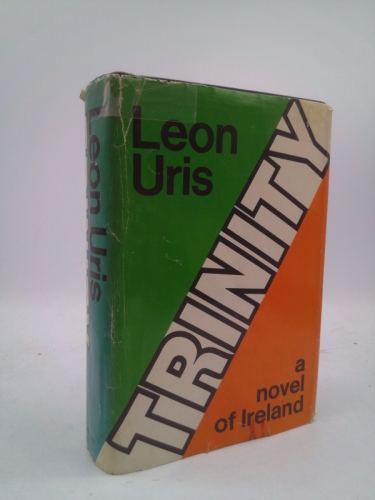 Leon
Uris
TRINITY
a
novel
of Ireland
Leon Uris